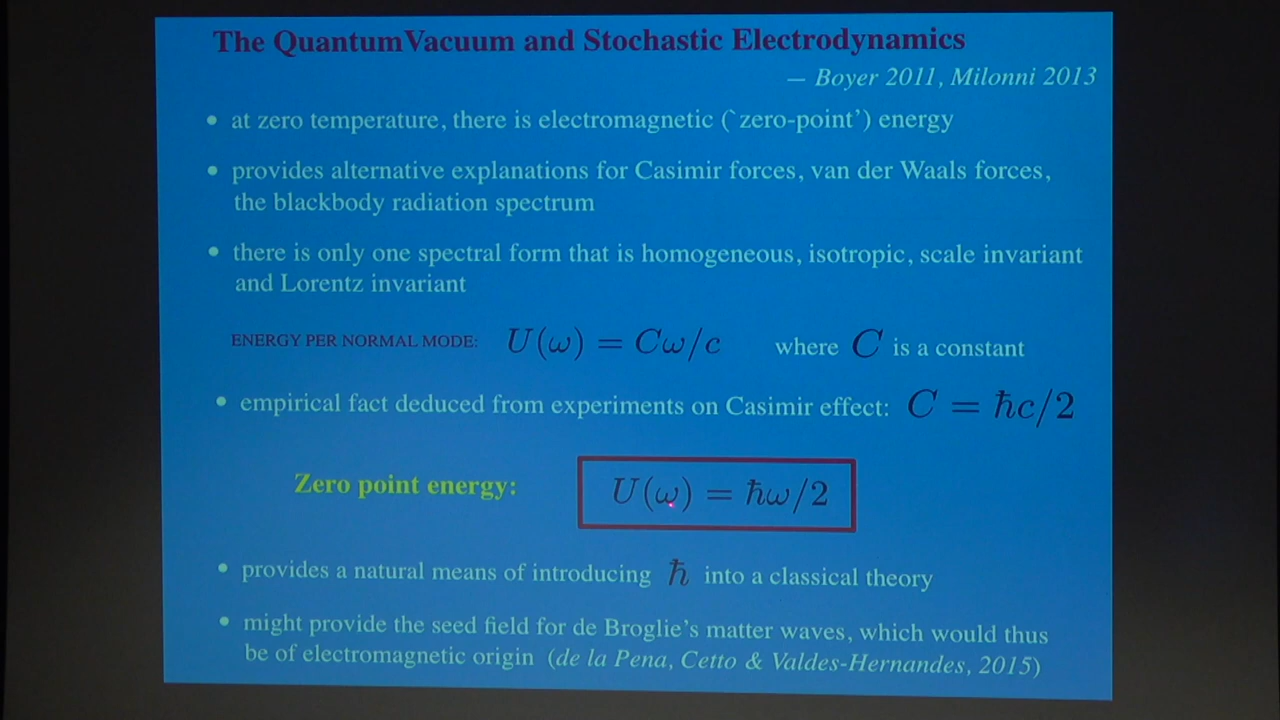 The QuantumVacuum and Stochastic Electrodynamics
— Boyer 2011, Milonni 2013
• at zero temperature, there is electromagnetic (`zero-point') energy
• provides alternative explanations for Casimir forces, van der Waals forces,
the blackbody radiation spectrum
• there is only one spectral form that is homogeneous, isotropic, scale invariant
and Lorentz invariant
ENERGY PER NORMAL MODE: U(ω) = Cω/c where C is a constant
• empirical fact deduced from experiments on Casimir effect: C = ħc/2
Zero point energy: U(ω) = ħω/2
• provides a natural means of introducing ħ into a classical theory
• might provide the seed field for de Broglie's matter waves, which would thus
be of electromagnetic origin (de la Pena, Cetto & Valdes-Hernandes, 2015)